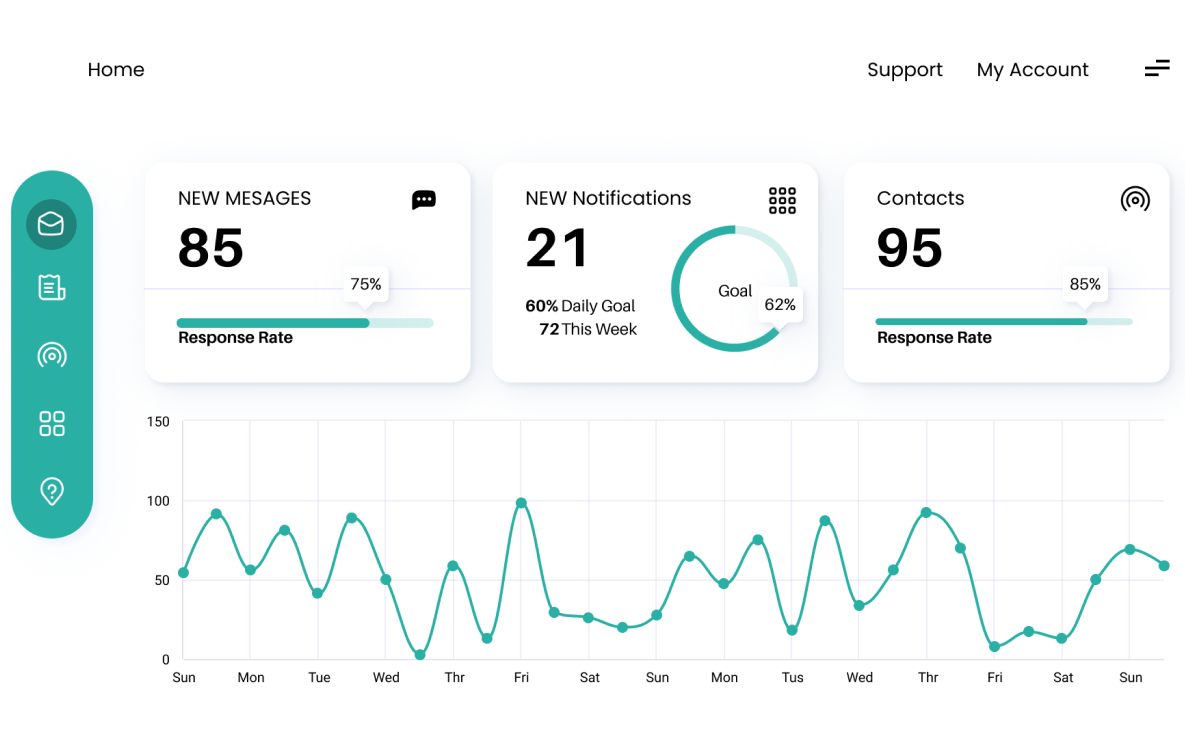 Home
Support
My Account
NEW MESAGES
85
75%
Response Rate
NEW Notifications
21
60% Daily Goal
72 This Week
Goal
62%
Contacts
95
85%
Response Rate
150
100
50
0
Sun Mon Tue Wed Thr Fri Sat Sun Mon Tus Wed Thr Fri Sat Sun